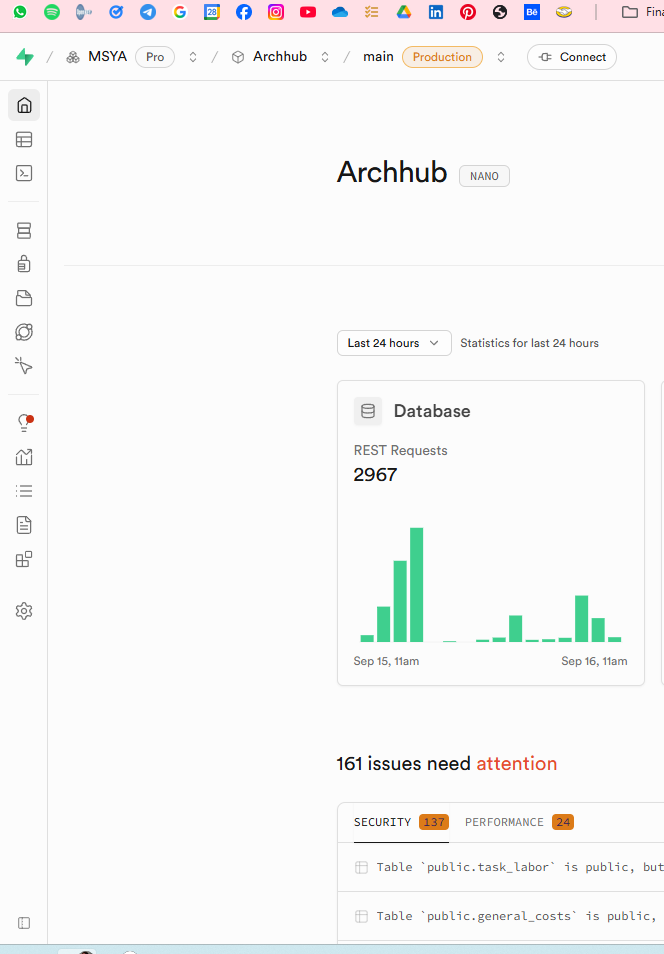 28
Bē
Fina
/ MSYA Pro / Archhub / main Production Connect
Archhub NANO
Last 24 hours Statistics for last 24 hours
Database
REST Requests
2967
Sep 15, 11am Sep 16, 11am
161 issues need attention
SECURITY 137 PERFORMANCE 24
Table `public.task_labor` is public, but
Table `public.general_costs` is public,